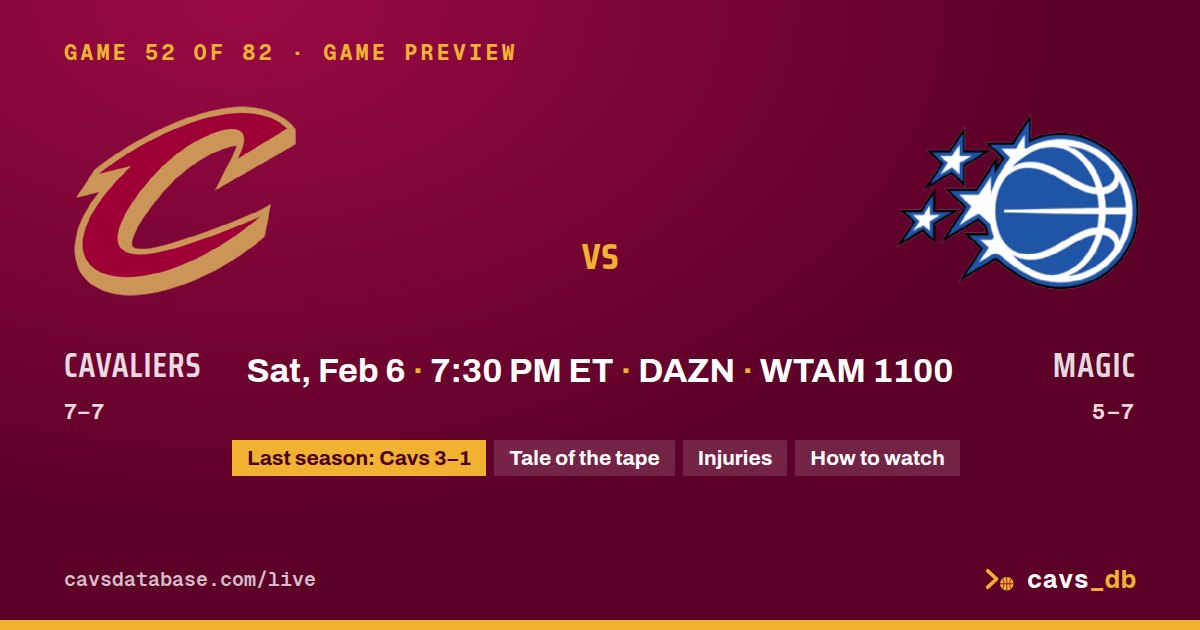 GAME 52 OF 82 · GAME PREVIEW
VS
CAVALIERS
Sat, Feb 6 · 7:30 PM ET · DAZN · WTAM 1100
MAGIC
7–7
5–7
Last season: Cavs 3–1
Tale of the tape
Injuries
How to watch
cavsdatabase.com/live
cavs_db